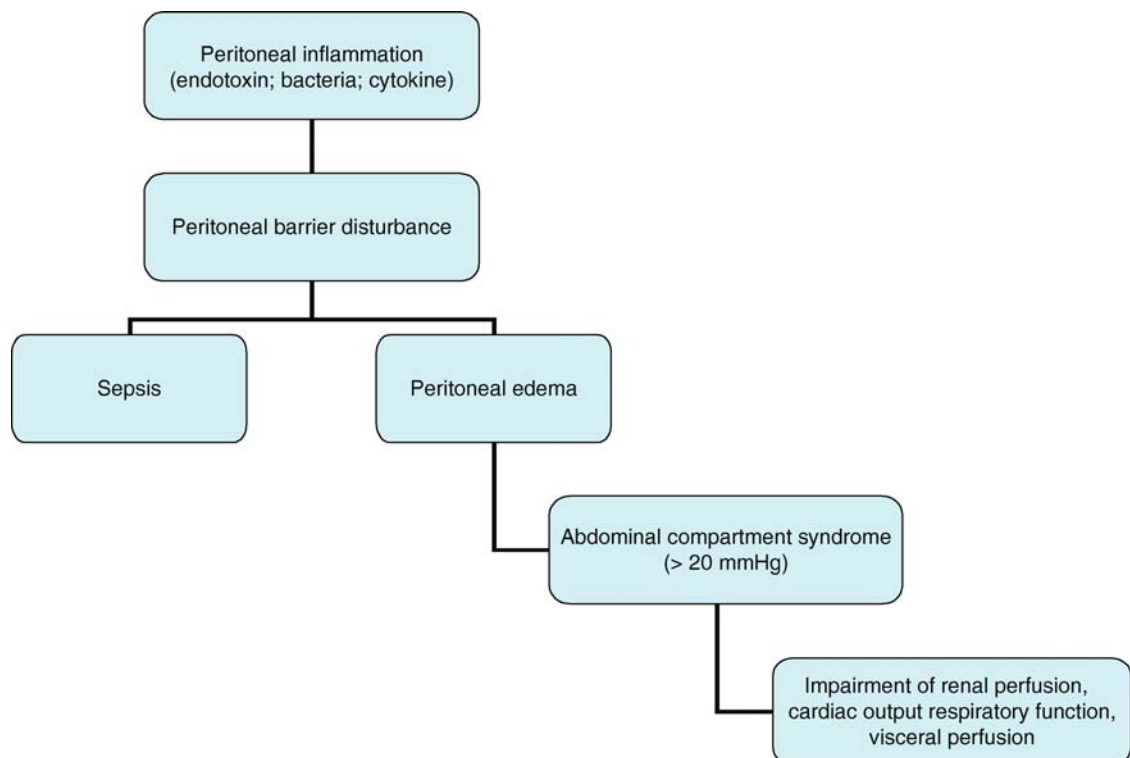 Peritoneal inflammation
(endotoxin; bacteria; cytokine)
Peritoneal barrier disturbance
Sepsis
Peritoneal edema
Abdominal compartment syndrome
(> 20 mmHg)
Impairment of renal perfusion,
cardiac output respiratory function,
visceral perfusion